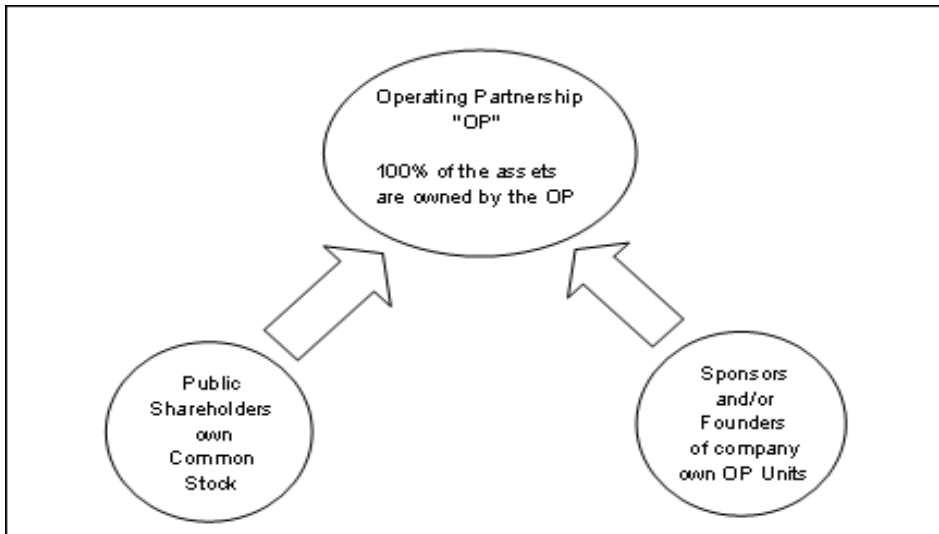 Operating Partnership
"OP"
100% of the assets
are owned by the OP
Public
Shareholders
own
Common
Stock
Sponsors
and/or
Founders
of company
own OP Units